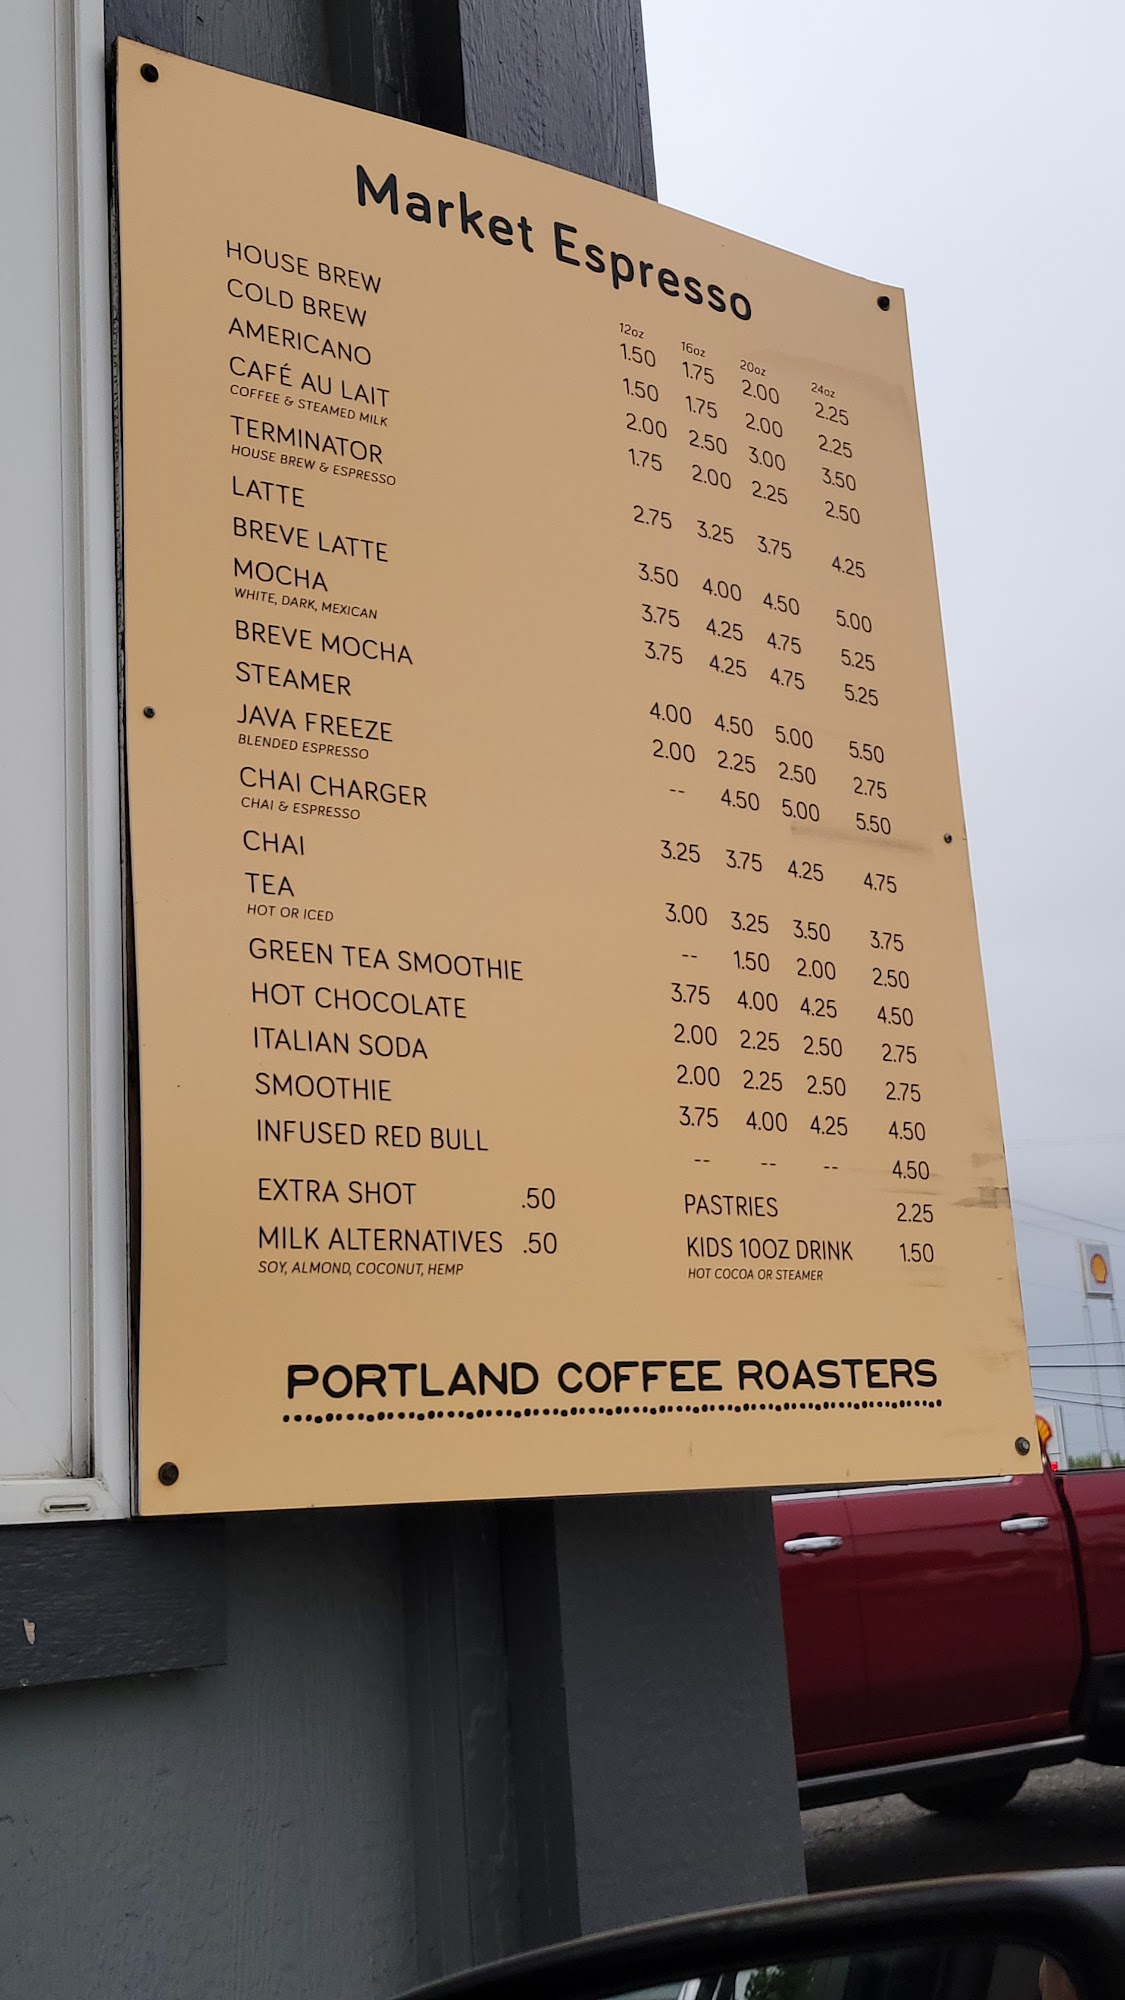 Market Espresso
12oz 16oz 20oz 24oz
HOUSE BREW 1.50 1.75 2.00 2.25
COLD BREW 1.50 1.75 2.00 2.25
AMERICANO 2.00 2.50 3.00 3.50
CAFÉ AU LAIT 1.75 2.00 2.25 2.50
COFFEE & STEAMED MILK
TERMINATOR 2.75 3.25 3.75 4.25
HOUSE BREW & ESPRESSO
LATTE 3.50 4.00 4.50 5.00
BREVE LATTE 3.75 4.25 4.75 5.25
MOCHA 3.75 4.25 4.75 5.25
WHITE, DARK, MEXICAN
BREVE MOCHA 4.00 4.50 5.00 5.50
STEAMER 2.00 2.25 2.50 2.75
JAVA FREEZE -- 4.50 5.00 5.50
BLENDED ESPRESSO
CHAI CHARGER 3.25 3.75 4.25 4.75
CHAI & ESPRESSO
CHAI 3.00 3.25 3.50 3.75
TEA -- 1.50 2.00 2.50
HOT OR ICED
GREEN TEA SMOOTHIE 3.75 4.00 4.25 4.50
HOT CHOCOLATE 2.00 2.25 2.50 2.75
ITALIAN SODA 2.00 2.25 2.50 2.75
SMOOTHIE 3.75 4.00 4.25 4.50
INFUSED RED BULL -- -- -- 4.50
EXTRA SHOT .50 PASTRIES 2.25
MILK ALTERNATIVES .50 KIDS 10OZ DRINK 1.50
SOY, ALMOND, COCONUT, HEMP HOT COCOA OR STEAMER
PORTLAND COFFEE ROASTERS